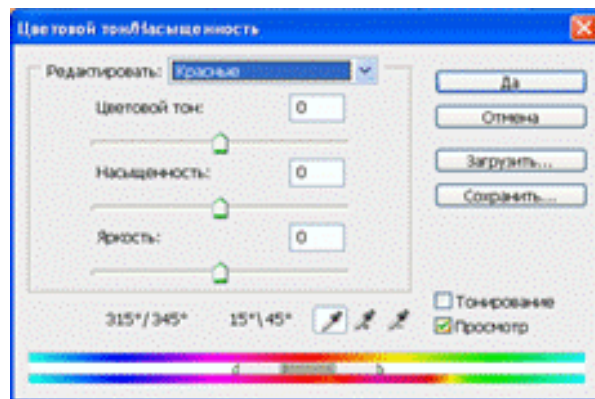 Цветовой тон/Насыщенность
Редактировать: Красные
Да
Цветовой тон: 0
Отмена
Насыщенность: 0
Загрузить...
Сохранить...
Яркость: 0
Тонирование
315°/345° 15°\45°
Просмотр